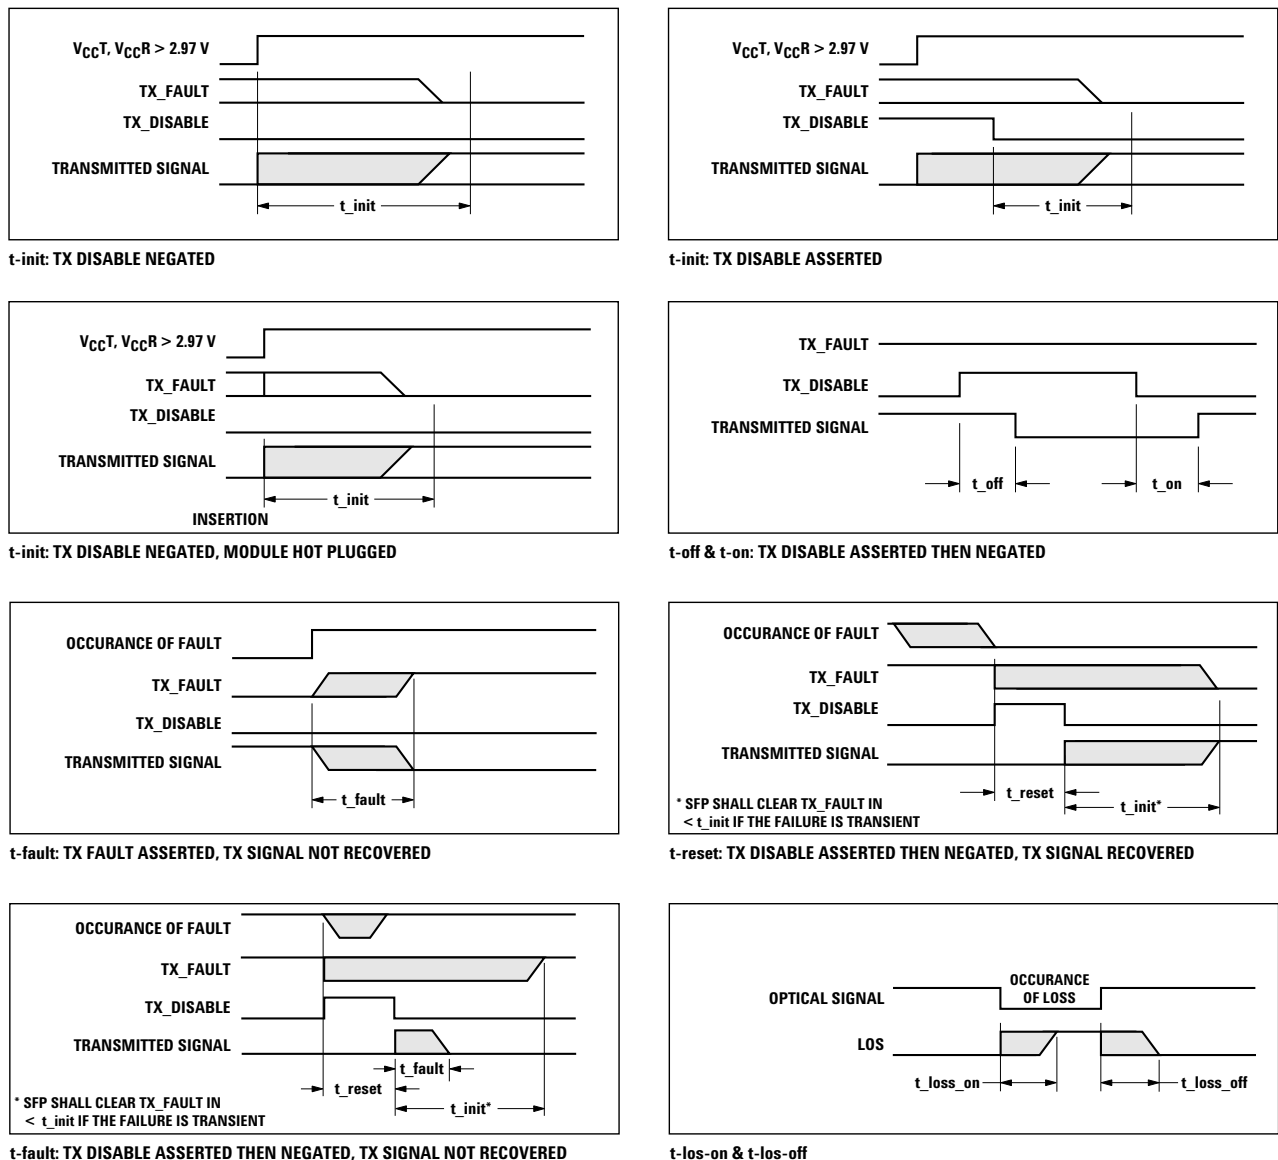 VCCT, VCCR > 2.97 V
TX_FAULT
TX_DISABLE
TRANSMITTED SIGNAL
t_init
t-init: TX DISABLE NEGATED
VCCT, VCCR > 2.97 V
TX_FAULT
TX_DISABLE
TRANSMITTED SIGNAL
t_init
t-init: TX DISABLE ASSERTED
VCCT, VCCR > 2.97 V
TX_FAULT
TX_DISABLE
TRANSMITTED SIGNAL
t_init
INSERTION
t-init: TX DISABLE NEGATED, MODULE HOT PLUGGED
TX_FAULT
TX_DISABLE
TRANSMITTED SIGNAL
t_off
t_on
t-off & t-on: TX DISABLE ASSERTED THEN NEGATED
OCCURANCE OF FAULT
TX_FAULT
TX_DISABLE
TRANSMITTED SIGNAL
t_fault
t-fault: TX FAULT ASSERTED, TX SIGNAL NOT RECOVERED
OCCURANCE OF FAULT
TX_FAULT
TX_DISABLE
TRANSMITTED SIGNAL
t_reset
t_init*
* SFP SHALL CLEAR TX_FAULT IN
< t_init IF THE FAILURE IS TRANSIENT
t-reset: TX DISABLE ASSERTED THEN NEGATED, TX SIGNAL RECOVERED
OCCURANCE OF FAULT
TX_FAULT
TX_DISABLE
TRANSMITTED SIGNAL
t_fault
t_reset
t_init*
* SFP SHALL CLEAR TX_FAULT IN
< t_init IF THE FAILURE IS TRANSIENT
t-fault: TX DISABLE ASSERTED THEN NEGATED, TX SIGNAL NOT RECOVERED
OCCURANCE
OF LOSS
OPTICAL SIGNAL
LOS
t_loss_on
t_loss_off
t-los-on & t-los-off